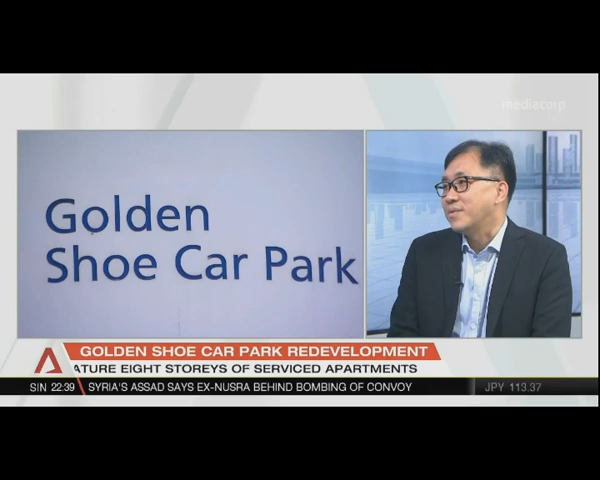 mediacorp
Golden
Shoe Car Park
GOLDEN SHOE CAR PARK REDEVELOPMENT
ATURE EIGHT STOREYS OF SERVICED APARTMENTS
SIN 22:39 SYRIA'S ASSAD SAYS EX-NUSRA BEHIND BOMBING OF CONVOY JPY 113.37